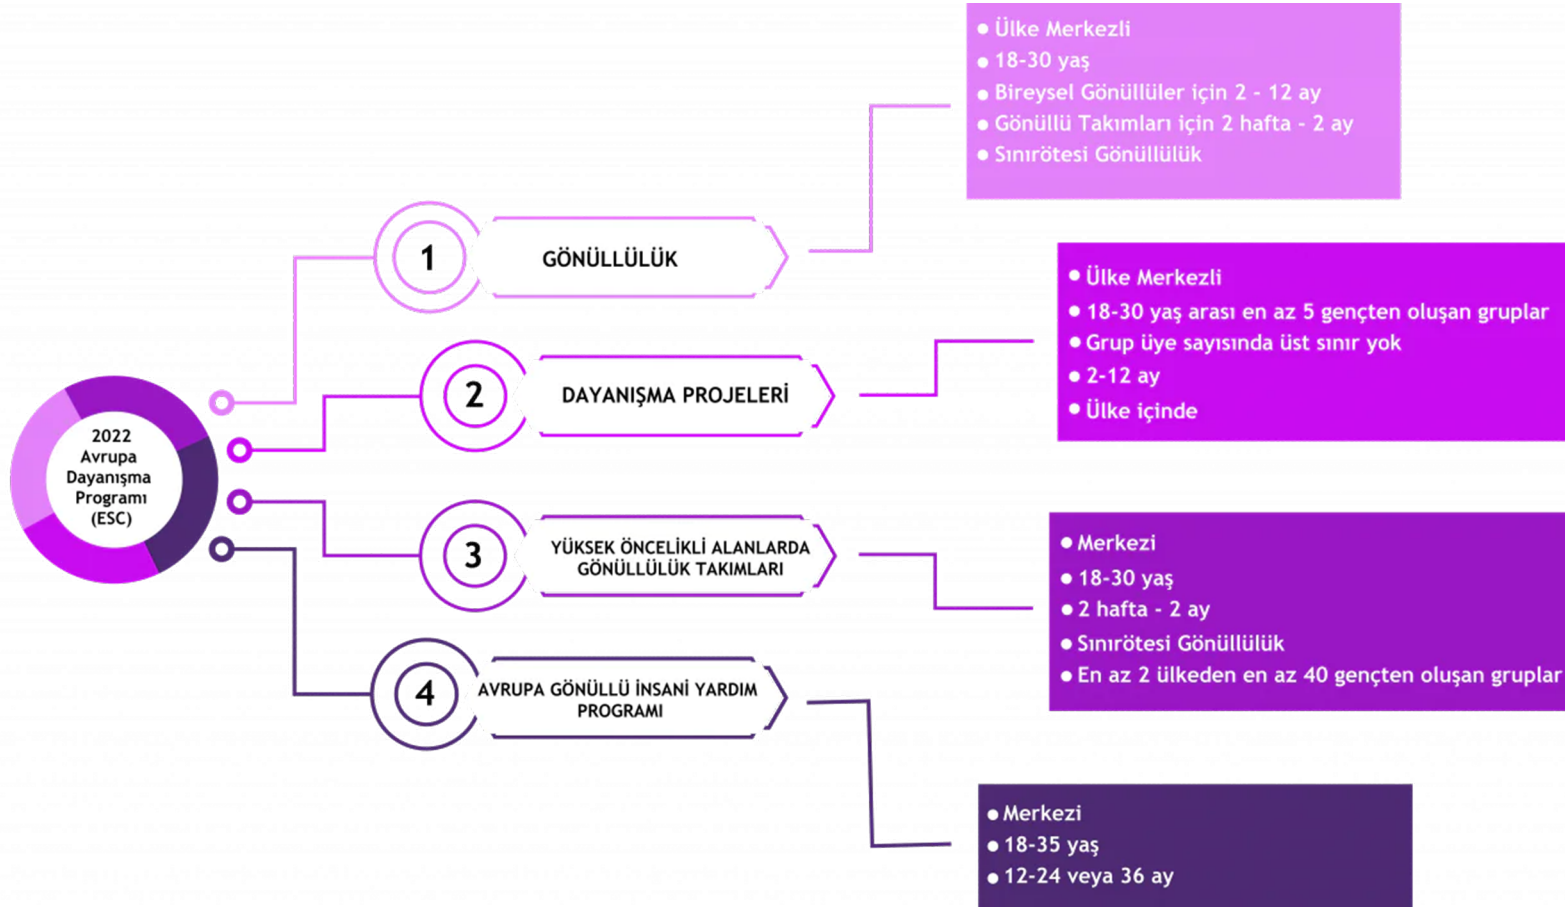 2022
Avrupa
Dayanışma
Programı
(ESC)
1
GÖNÜLLÜLÜK
• Ülke Merkezli
• 18-30 yaş
• Bireysel Gönüllüler için 2 - 12 ay
• Gönüllü Takımları için 2 hafta - 2 ay
• Sınırötesi Gönüllülük
2
DAYANIŞMA PROJELERİ
• Ülke Merkezli
• 18-30 yaş arası en az 5 gençten oluşan gruplar
• Grup üye sayısında üst sınır yok
• 2-12 ay
• Ülke içinde
3
YÜKSEK ÖNCELİKLİ ALANLARDA
GÖNÜLLÜLÜK TAKIMLARI
• Merkezi
• 18-30 yaş
• 2 hafta - 2 ay
• Sınırötesi Gönüllülük
• En az 2 ülkeden en az 40 gençten oluşan gruplar
4
AVRUPA GÖNÜLLÜ İNSANİ YARDIM
PROGRAMI
• Merkezi
• 18-35 yaş
• 12-24 veya 36 ay